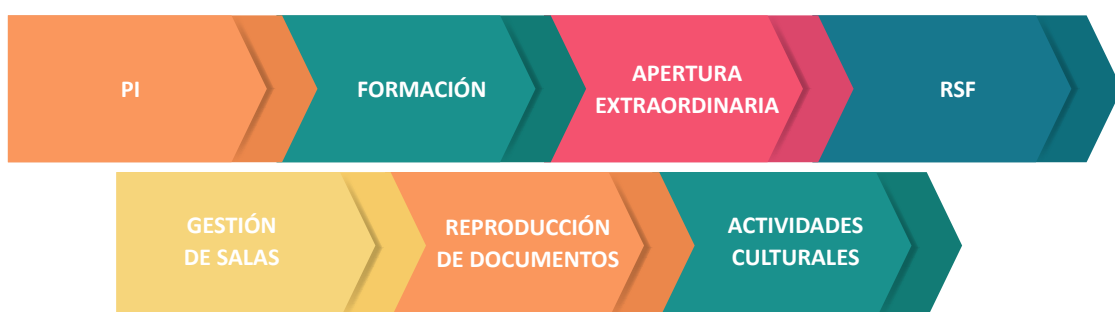 PI
FORMACIÓN
APERTURA
EXTRAORDINARIA
RSF
GESTIÓN
DE SALAS
REPRODUCCIÓN
DE DOCUMENTOS
ACTIVIDADES
CULTURALES